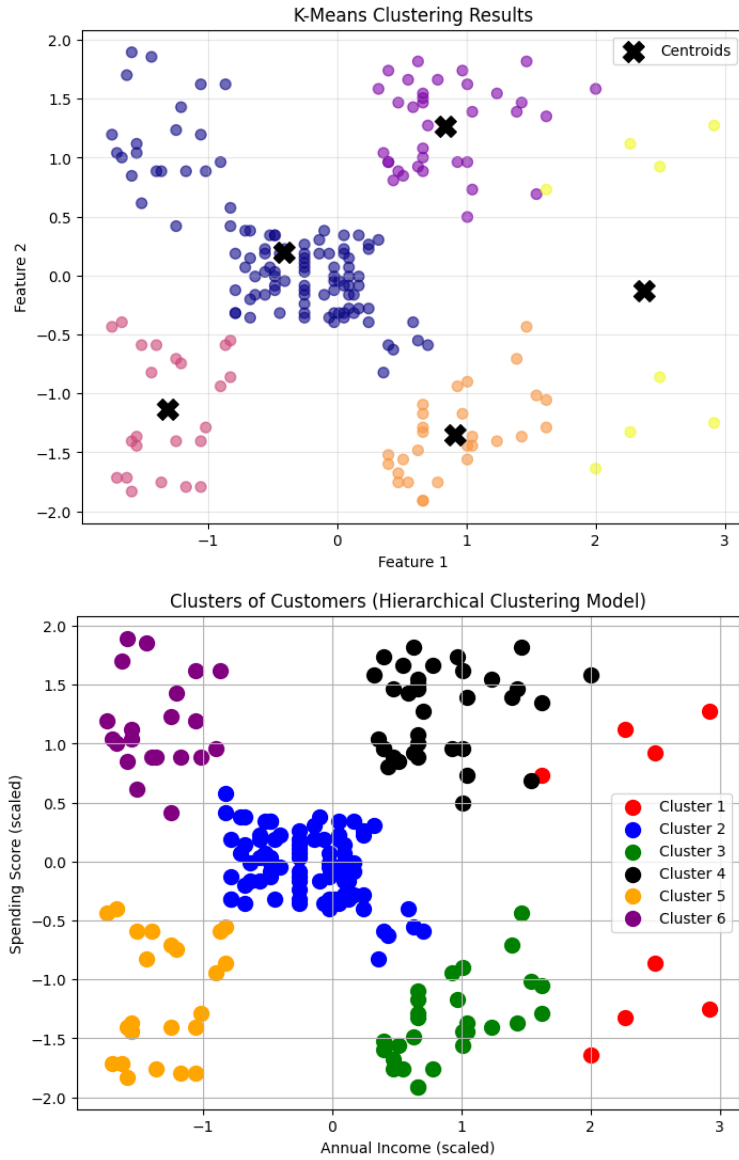 K-Means Clustering Results
Centroids
2.0
1.5
1.0
0.5
0.0
−0.5
−1.0
−1.5
−2.0
Feature 2
−1 0 1 2 3
Feature 1
Clusters of Customers (Hierarchical Clustering Model)
2.0
1.5
1.0
0.5
0.0
−0.5
−1.0
−1.5
−2.0
Spending Score (scaled)
Cluster 1
Cluster 2
Cluster 3
Cluster 4
Cluster 5
Cluster 6
−1 0 1 2 3
Annual Income (scaled)